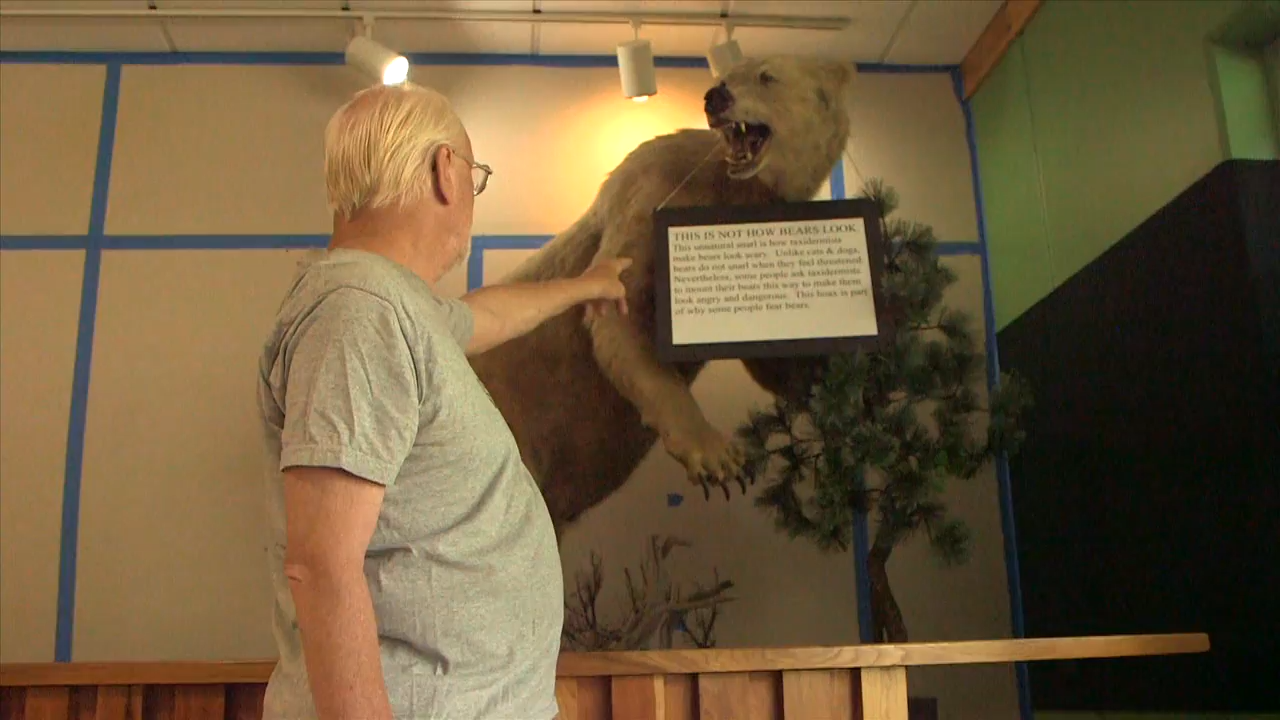 THIS IS NOT HOW BEARS LOOK
This unnatural snarl is how taxidermists
make bears look scary. Unlike cats & dogs,
bears do not snarl when they feel threatened.
Nevertheless, some people ask taxidermists
to mount their bears this way to make them
look angry and dangerous. This hoax is part
of why some people fear bears.